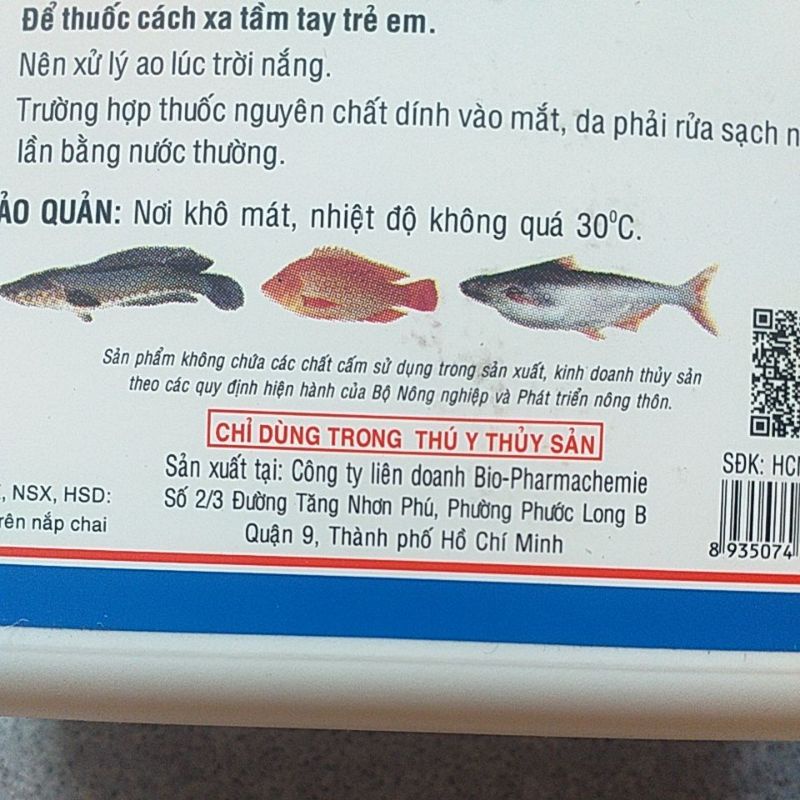 Để thuốc cách xa tầm tay trẻ em.
Nên xử lý ao lúc trời nắng.
Trường hợp thuốc nguyên chất dính vào mắt, da phải rửa sạch
lần bằng nước thường.
QUẢN: Nơi khô mát, nhiệt độ không quá 30⁰C.
Sản phẩm không chứa các chất cấm sử dụng trong sản xuất, kinh doanh thủy sản
theo các quy định hiện hành của Bộ Nông nghiệp và Phát triển nông thôn.
CHỈ DÙNG TRONG THÚ Y THỦY SẢN
Sản xuất tại: Công ty liên doanh Bio-Pharmachemie
Số 2/3 Đường Tăng Nhơn Phú, Phường Phước Long B
Quận 9, Thành phố Hồ Chí Minh
, NSX, HSD:
nắp chai
SĐK:
8 935074